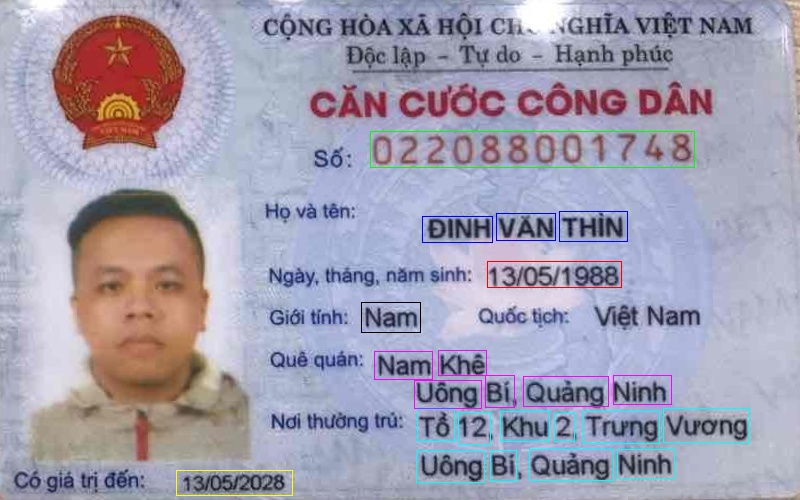 CỘNG HÒA XÃ HỘI CHỦ NGHĨA VIỆT NAM
Độc lập - Tự do - Hạnh phúc
CĂN CƯỚC CÔNG DÂN
Số: 022088001748
Họ và tên:
ĐINH VĂN THÌN
Ngày, tháng, năm sinh: 13/05/1988
Giới tính: Nam Quốc tịch: Việt Nam
Quê quán: Nam Khê
Uông Bí, Quảng Ninh
Nơi thường trú: Tổ 12, Khu 2, Trưng Vương
Uông Bí, Quảng Ninh
Có giá trị đến: 13/05/2028